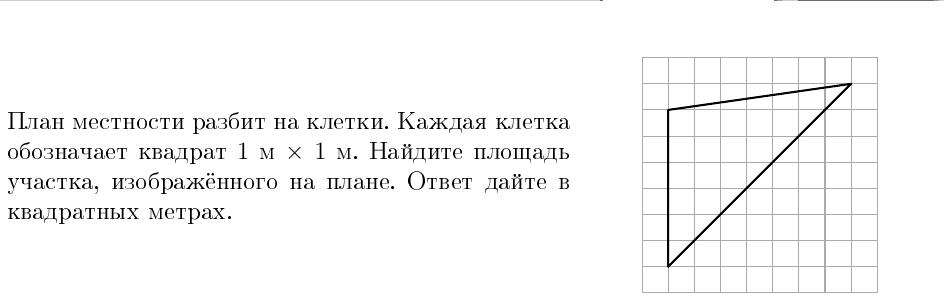 План местности разбит на клетки. Каждая клетка
обозначает квадрат 1 м × 1 м. Найдите площадь
участка, изображённого на плане. Ответ дайте в
квадратных метрах.